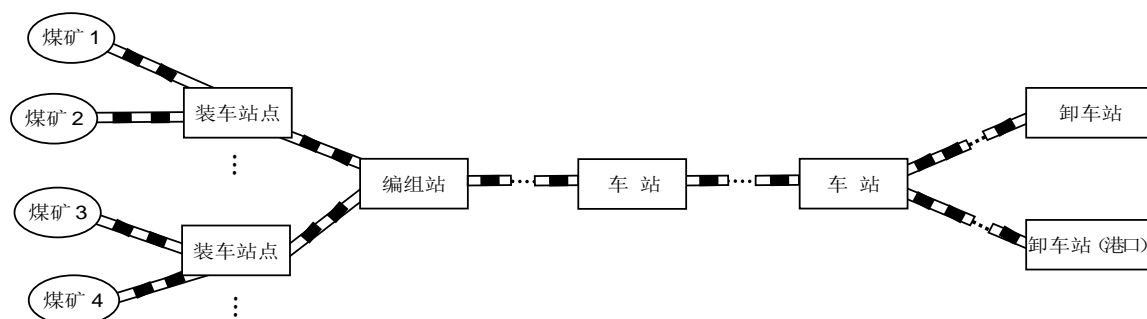 煤矿 1
煤矿 2
装车站点
⋮
煤矿 3
煤矿 4
装车站点
⋮
编组站
车 站
车 站
卸车站
卸车站(港口)